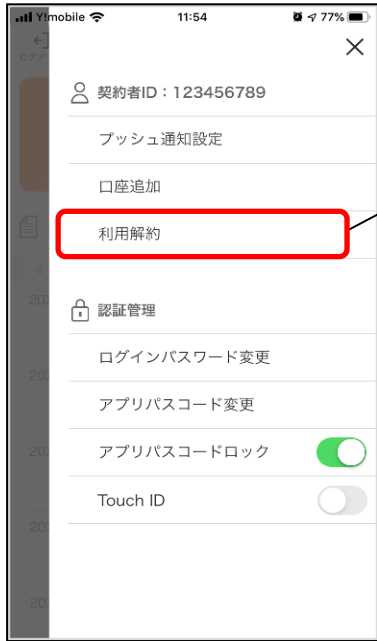 Y!mobile 11:54 77%
ログア
契約者ID：123456789
プッシュ通知設定
口座追加
利用解約
認証管理
ログインパスワード変更
アプリパスコード変更
アプリパスコードロック
Touch ID